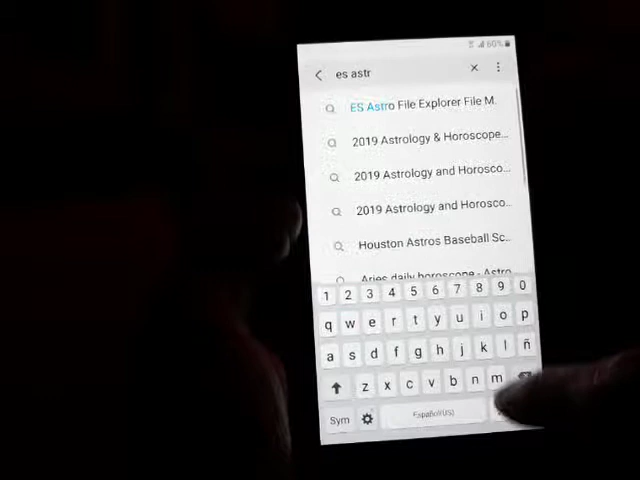 60%
es astr
ES Astro File Explorer File M.
2019 Astrology & Horoscope...
2019 Astrology and Horosco...
2019 Astrology and Horosco...
Houston Astros Baseball Sc..
Aries daily horoscope - Astro
1 2 3 4 5 6 7 8 9 0
q w e r t y u i o p
a s d f g h j k l ñ
z x c v b n m
Sym Español(US)